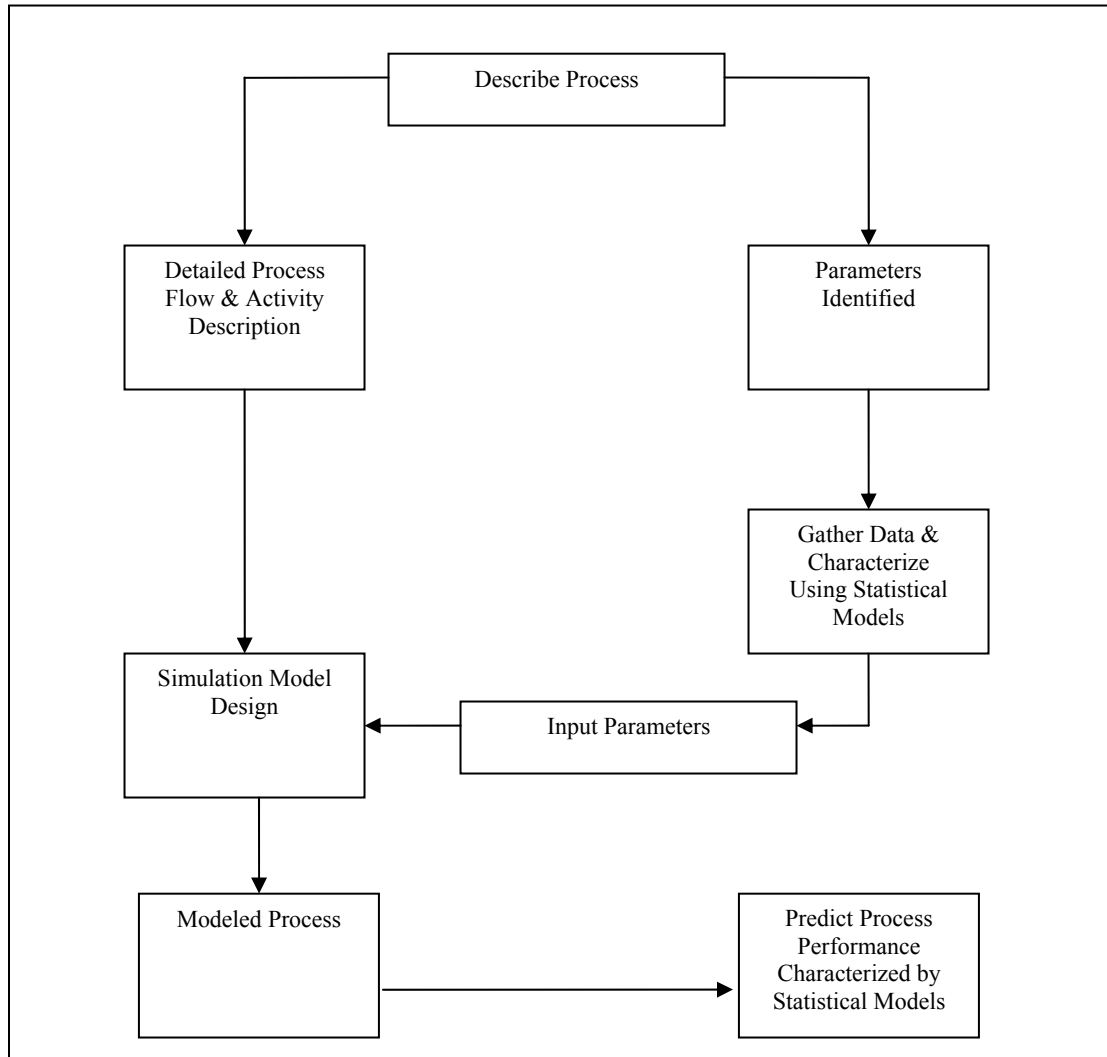 Describe Process
Detailed Process
Flow & Activity
Description
Parameters
Identified
Gather Data &
Characterize
Using Statistical
Models
Simulation Model
Design
Input Parameters
Modeled Process
Predict Process
Performance
Characterized by
Statistical Models